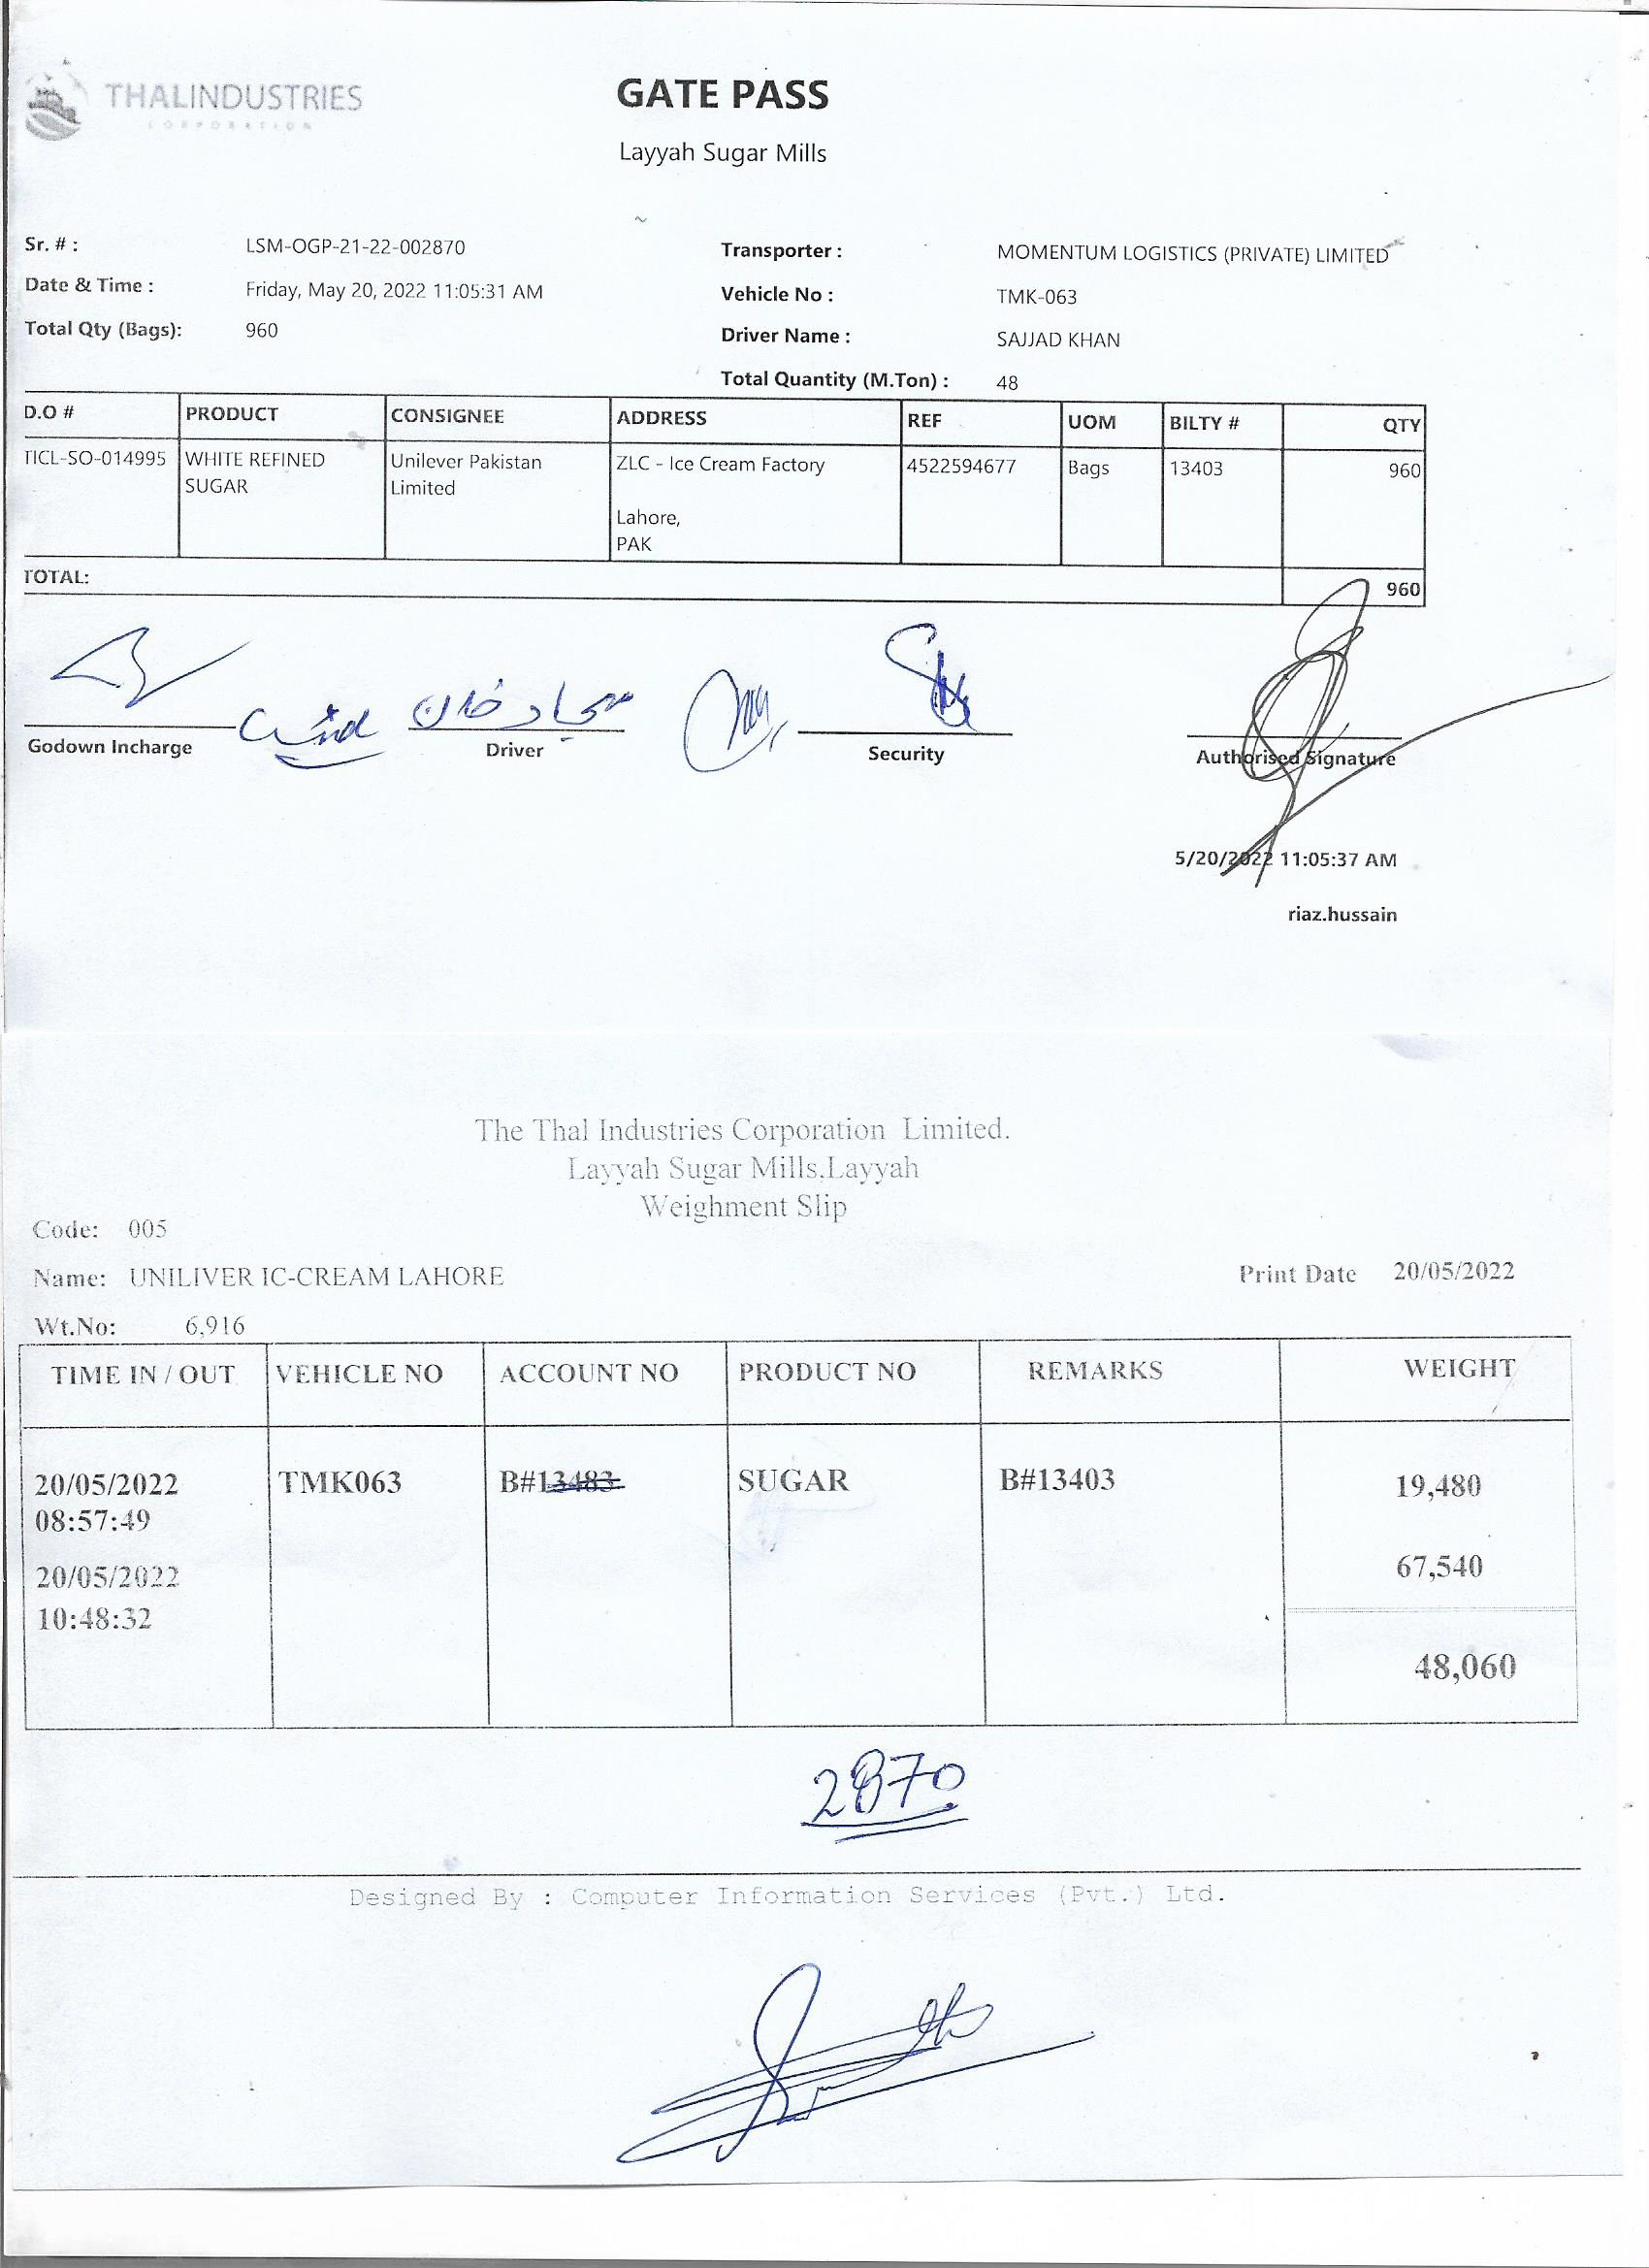 THALINDUSTRIES
CORPORATION
GATE PASS
Layyah Sugar Mills
Sr. # : LSM-OGP-21-22-002870
Date & Time : Friday, May 20, 2022 11:05:31 AM
Total Qty (Bags): 960
Transporter : MOMENTUM LOGISTICS (PRIVATE) LIMITED
Vehicle No : TMK-063
Driver Name : SAJJAD KHAN
Total Quantity (M.Ton) : 48
D.O # PRODUCT CONSIGNEE ADDRESS REF UOM BILTY # QTY
TICL-SO-014995 WHITE REFINED Unilever Pakistan ZLC - Ice Cream Factory 4522594677 Bags 13403 960
SUGAR Limited
Lahore,
PAK
TOTAL: 960
سجاد خان
Godown Incharge Driver Security Authorised Signature
5/20/2022 11:05:37 AM
riaz.hussain
The Thal Industries Corporation Limited.
Layyah Sugar Mills,Layyah
Weighment Slip
Code: 005
Name: UNILIVER IC-CREAM LAHORE Print Date 20/05/2022
Wt.No: 6,916
TIME IN / OUT VEHICLE NO ACCOUNT NO PRODUCT NO REMARKS WEIGHT
20/05/2022 TMK063 B#13483 SUGAR B#13403 19,480
08:57:49
20/05/2022 67,540
10:48:32
48,060
2870
Designed By : Computer Information Services (Pvt.) Ltd.